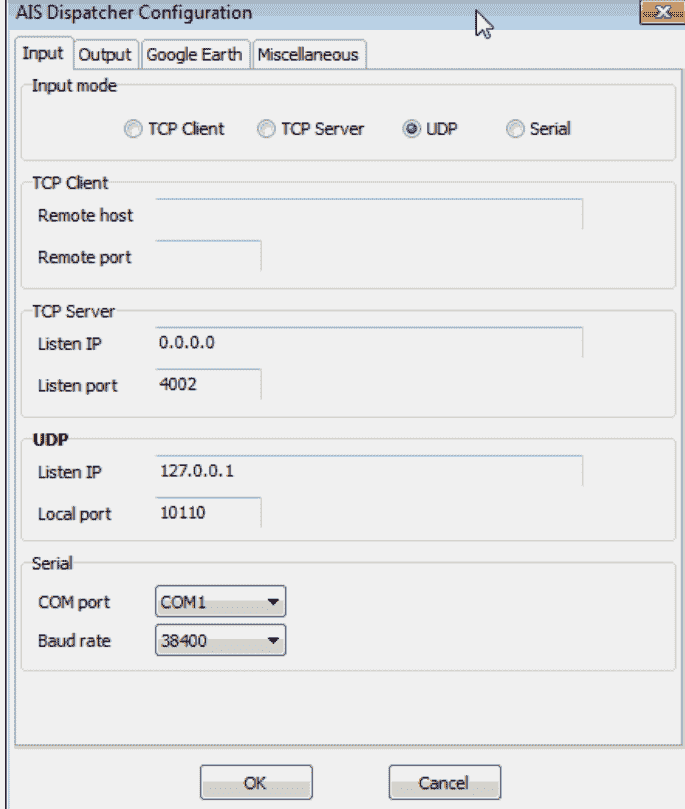 AIS Dispatcher Configuration
Input Output Google Earth Miscellaneous
Input mode
TCP Client TCP Server UDP Serial
TCP Client
Remote host
Remote port
TCP Server
Listen IP 0.0.0.0
Listen port 4002
UDP
Listen IP 127.0.0.1
Local port 10110
Serial
COM port COM1
Baud rate 38400
OK Cancel